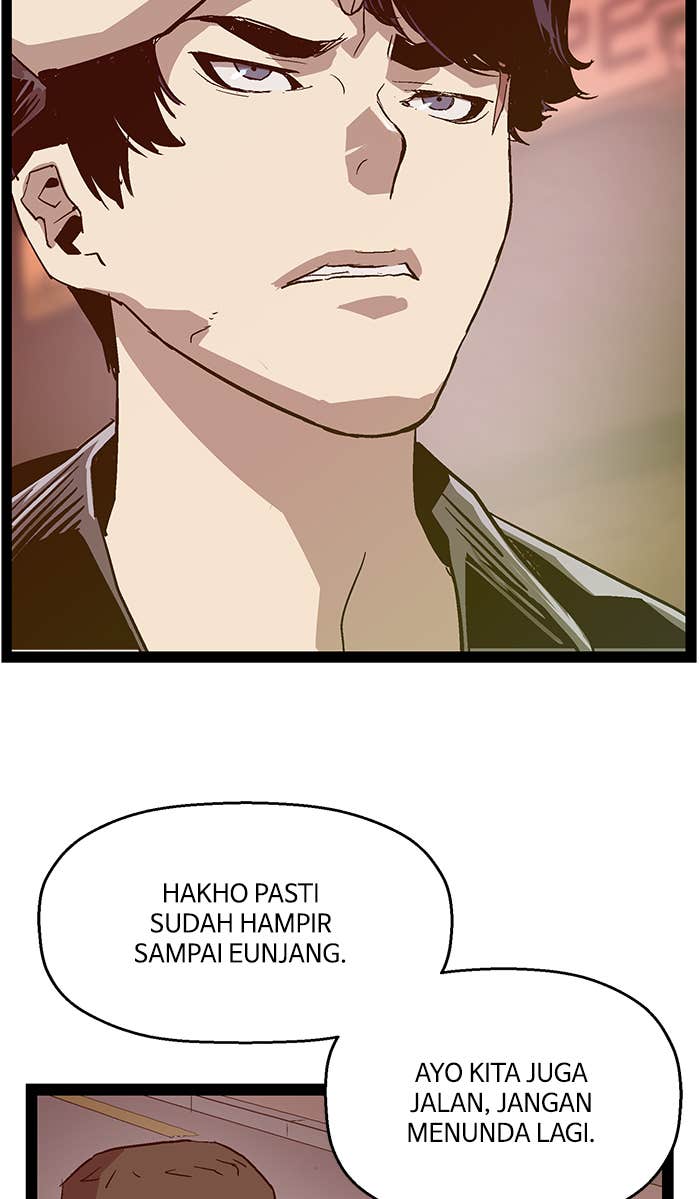 HAKHO PASTI
SUDAH HAMPIR
SAMPAI EUNJANG.
AYO KITA JUGA
JALAN, JANGAN
MENUNDA LAGI.